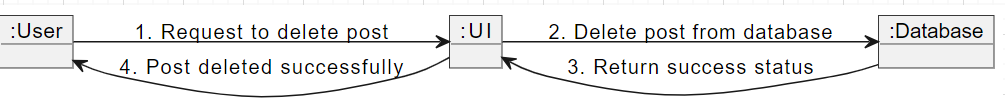 :User
1. Request to delete post
:UI
2. Delete post from database
:Database
4. Post deleted successfully
3. Return success status